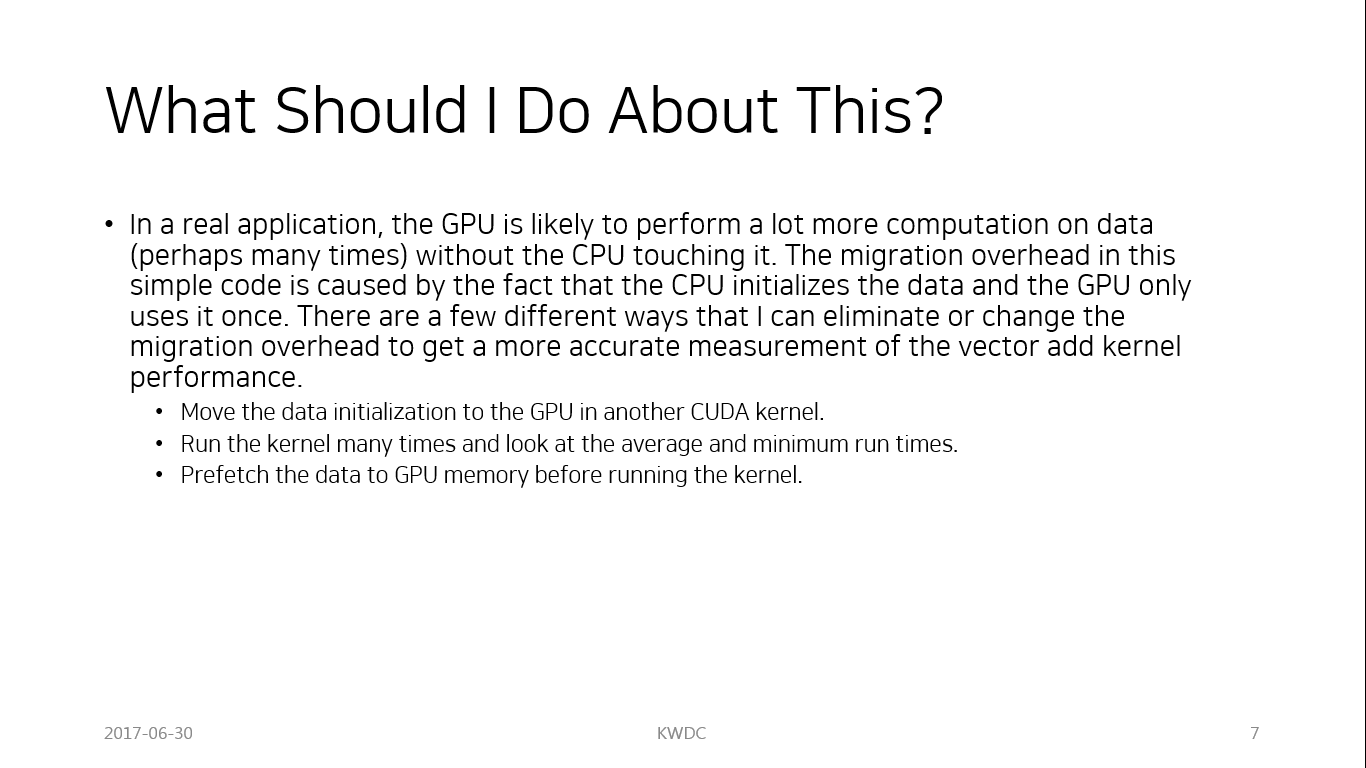 What Should I Do About This?
• In a real application, the GPU is likely to perform a lot more computation on data
(perhaps many times) without the CPU touching it. The migration overhead in this
simple code is caused by the fact that the CPU initializes the data and the GPU only
uses it once. There are a few different ways that I can eliminate or change the
migration overhead to get a more accurate measurement of the vector add kernel
performance.
• Move the data initialization to the GPU in another CUDA kernel.
• Run the kernel many times and look at the average and minimum run times.
• Prefetch the data to GPU memory before running the kernel.
2017-06-30
KWDC
7